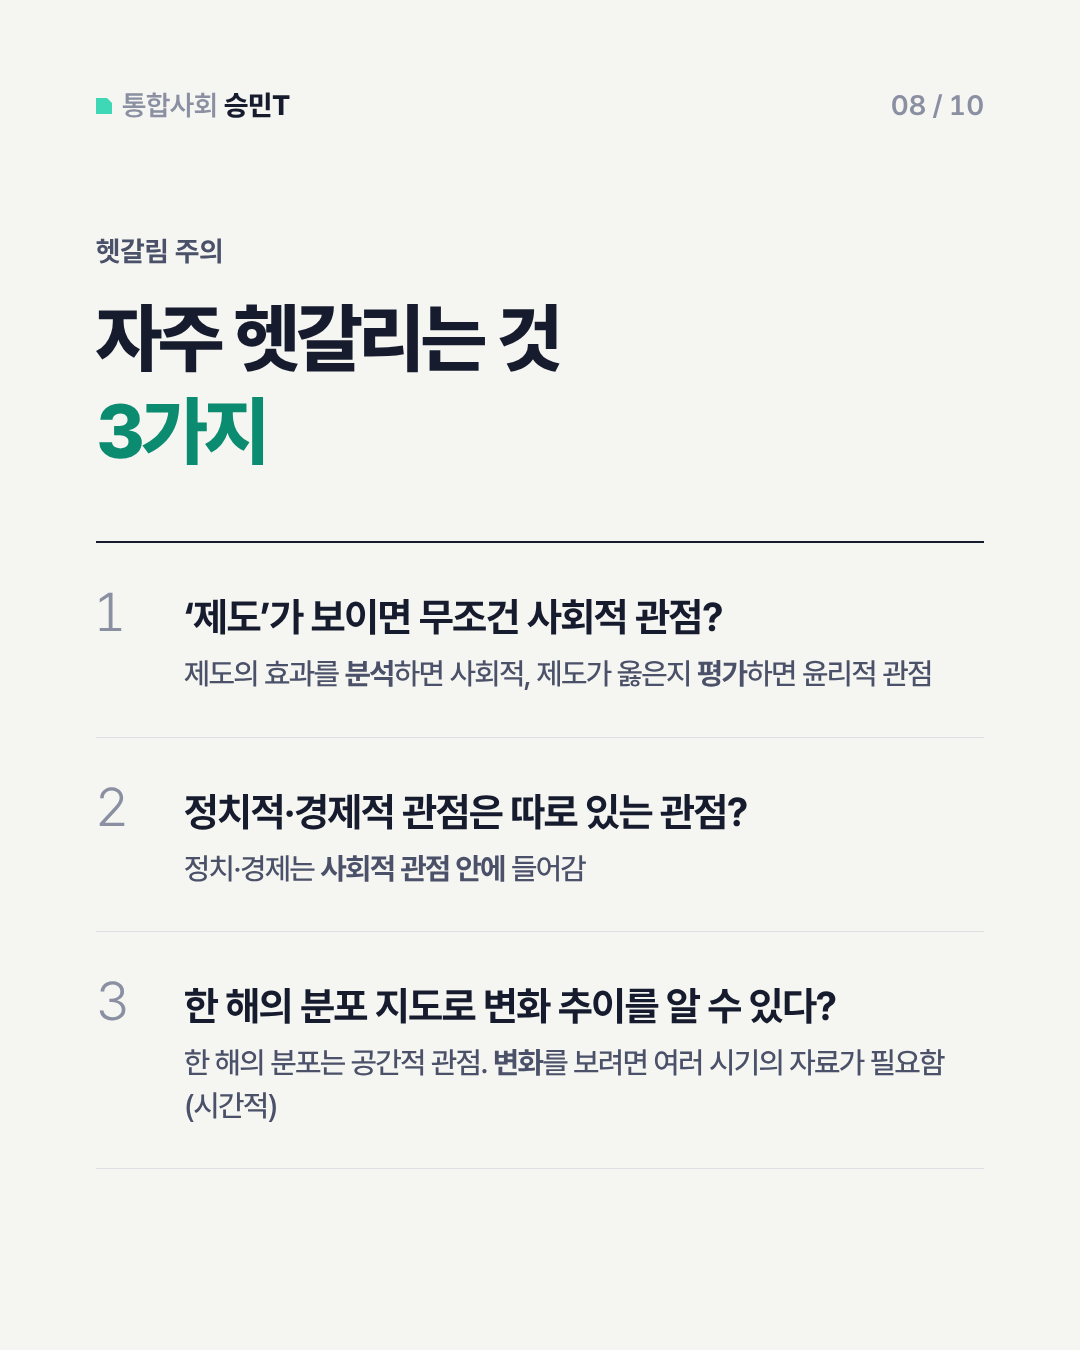 통합사회 승민T
08 / 10
헷갈림 주의
자주 헷갈리는 것
3가지
1
‘제도’가 보이면 무조건 사회적 관점?
제도의 효과를 분석하면 사회적, 제도가 옳은지 평가하면 윤리적 관점
2
정치적·경제적 관점은 따로 있는 관점?
정치·경제는 사회적 관점 안에 들어감
3
한 해의 분포 지도로 변화 추이를 알 수 있다?
한 해의 분포는 공간적 관점. 변화를 보려면 여러 시기의 자료가 필요함
(시간적)